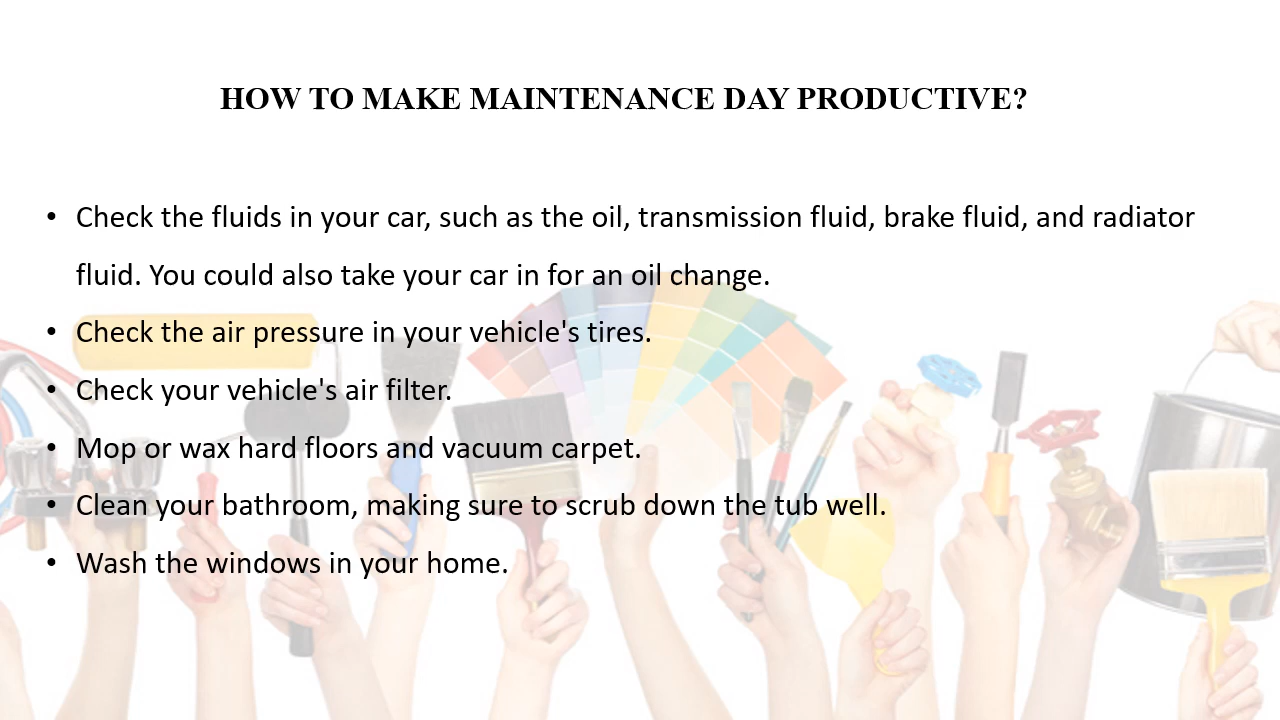 HOW TO MAKE MAINTENANCE DAY PRODUCTIVE?
• Check the fluids in your car, such as the oil, transmission fluid, brake fluid, and radiator
fluid. You could also take your car in for an oil change.
• Check the air pressure in your vehicle's tires.
• Check your vehicle's air filter.
• Mop or wax hard floors and vacuum carpet.
• Clean your bathroom, making sure to scrub down the tub well.
• Wash the windows in your home.